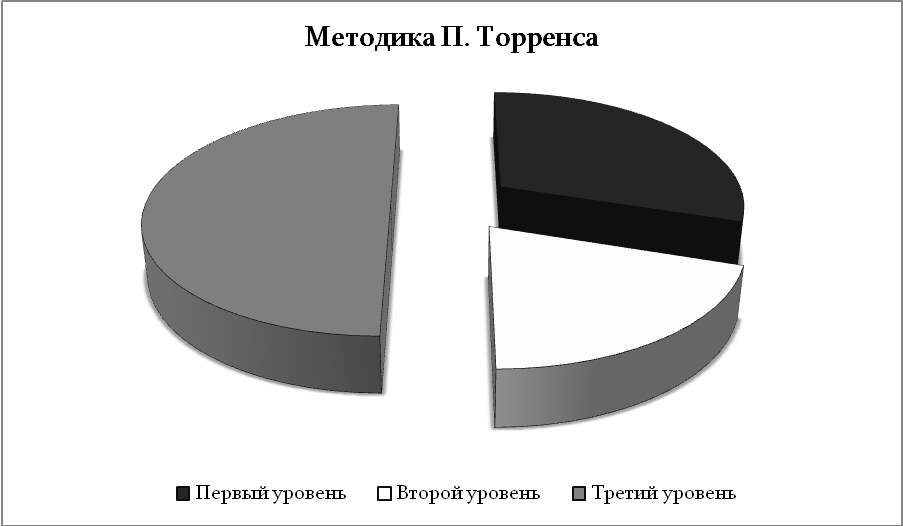 Методика П. Торренса
Первый уровень Второй уровень Третий уровень